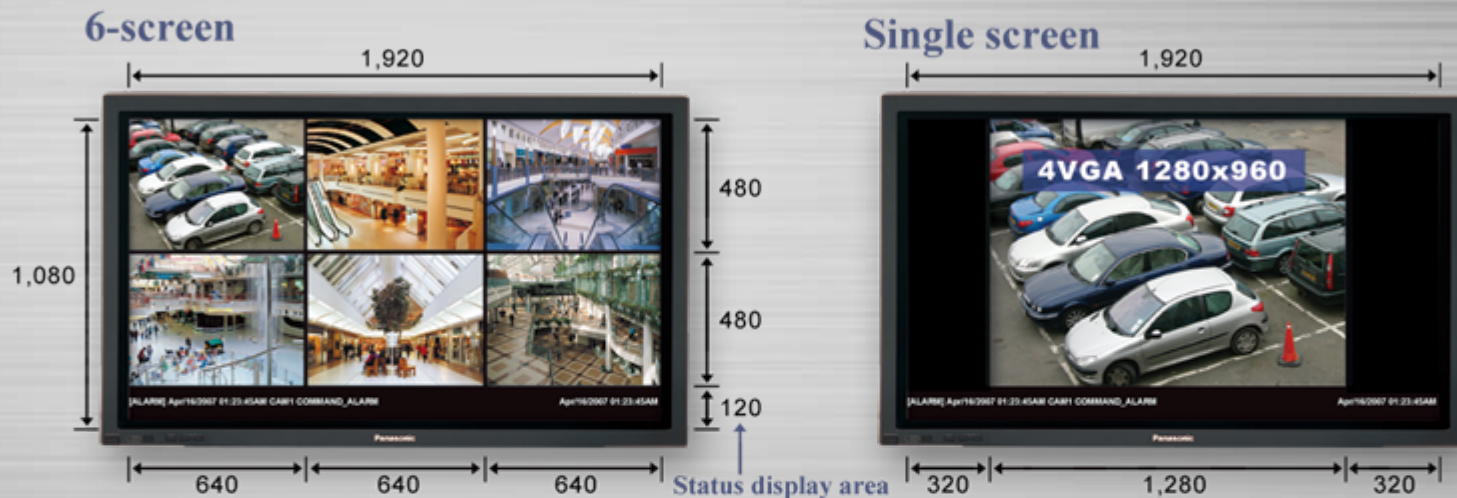 6-screen
1,920
1,080
480
480
120
[ALARM] Apr/16/2007 01:23:45AM CAM1 COMMAND_ALARM
Apr/16/2007 01:23:45AM
Panasonic
640
640
640
Status display area
Single screen
1,920
4VGA 1280x960
[ALARM] Apr/16/2007 01:23:45AM CAM1 COMMAND_ALARM
Apr/16/2007 01:23:45AM
Panasonic
320
1,280
320